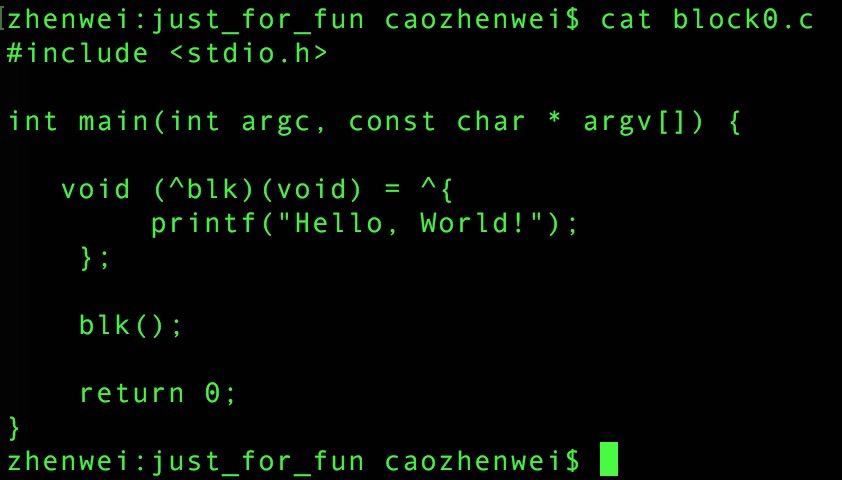 zhenwei:just_for_fun caozhenwei$ cat block0.c
#include <stdio.h>

int main(int argc, const char * argv[]) {

   void (^blk)(void) = ^{
        printf("Hello, World!");
    };

    blk();

    return 0;
}
zhenwei:just_for_fun caozhenwei$